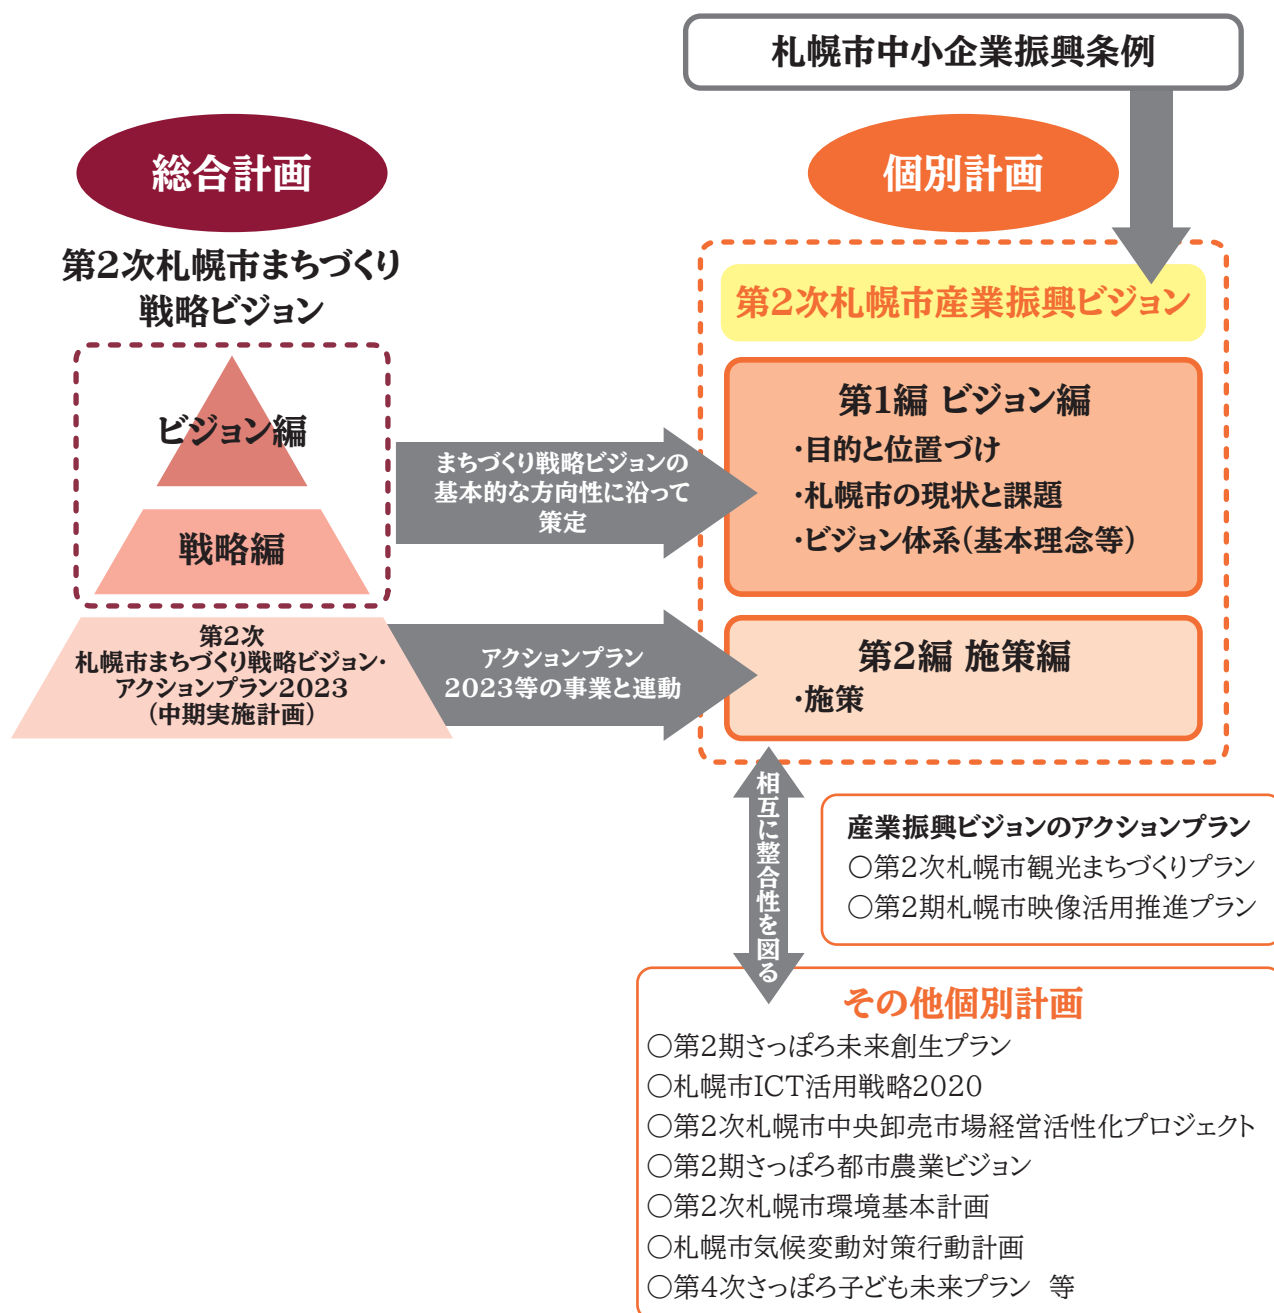 札幌市中小企業振興条例
総合計画
個別計画
第2次札幌市まちづくり
戦略ビジョン
ビジョン編
戦略編
第2次
札幌市まちづくり戦略ビジョン・
アクションプラン2023
(中期実施計画)
まちづくり戦略ビジョンの
基本的な方向性に沿って
策定
アクションプラン
2023等の事業と連動
第2次札幌市産業振興ビジョン
第1編 ビジョン編
・目的と位置づけ
・札幌市の現状と課題
・ビジョン体系(基本理念等)
第2編 施策編
・施策
相互に整合性を図る
産業振興ビジョンのアクションプラン
○第2次札幌市観光まちづくりプラン
○第2期札幌市映像活用推進プラン
その他個別計画
○第2期さっぽろ未来創生プラン
○札幌市ICT活用戦略2020
○第2次札幌市中央卸売市場経営活性化プロジェクト
○第2期さっぽろ都市農業ビジョン
○第2次札幌市環境基本計画
○札幌市気候変動対策行動計画
○第4次さっぽろ子ども未来プラン 等